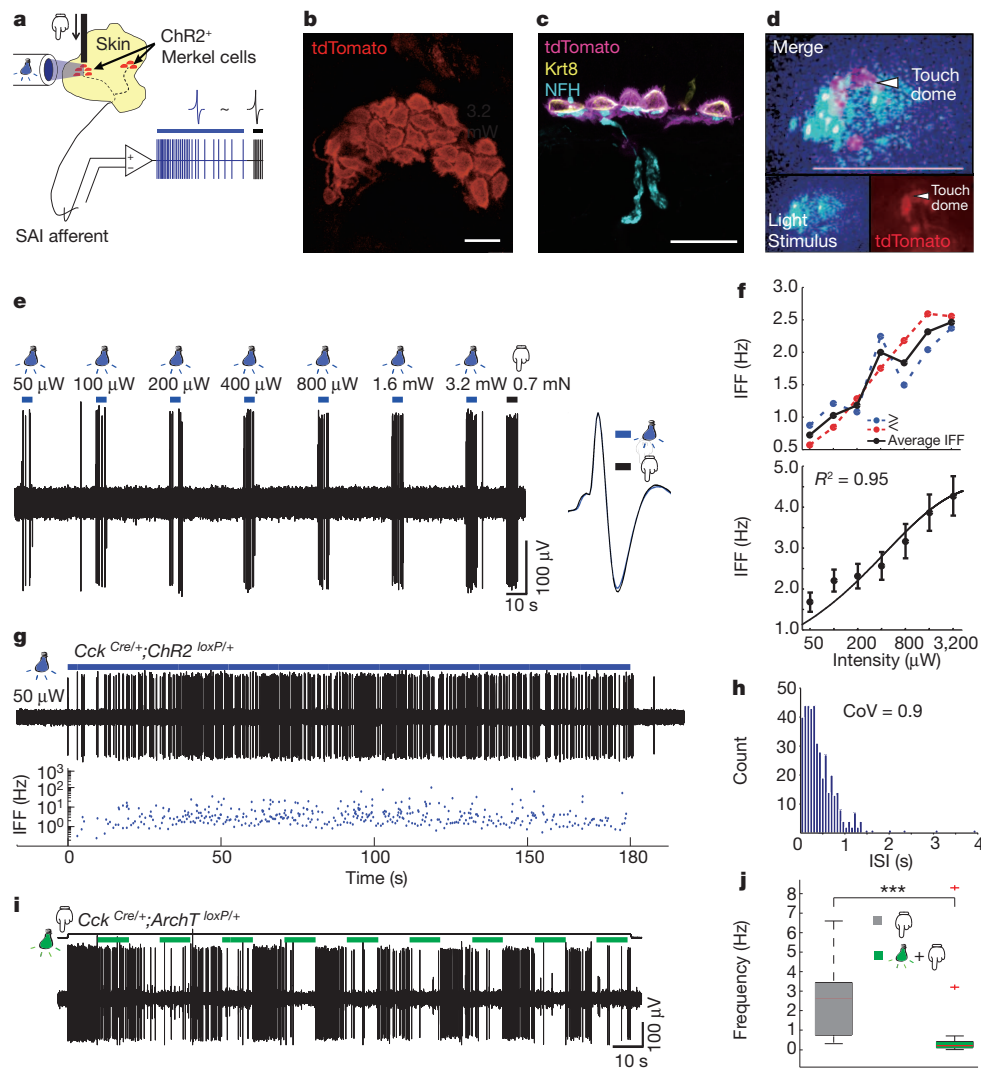 a
Skin
ChR2+
Merkel cells
~
+
−
SAI afferent
b
tdTomato
3.2
mW
c
tdTomato
Krt8
NFH
d
Merge
Touch
dome
Light
Stimulus
Touch
dome
tdTomato
e
50 µW 100 µW 200 µW 400 µW 800 µW 1.6 mW 3.2 mW 0.7 mN
100 µV
10 s
f
3.0
2.5
2.0
1.5
1.0
0.5
IFF (Hz)
≥
≤
Average IFF
5.0
4.0
3.0
2.0
1.0
IFF (Hz)
R2 = 0.95
50 200 800 3,200
Intensity (µW)
g
Cck Cre/+;ChR2 loxP/+
50 µW
103
102
101
100
IFF (Hz)
0 50 100 150 180
Time (s)
h
50
40
30
20
10
0
Count
CoV = 0.9
0 1 2 3 4
ISI (s)
i
Cck Cre/+;ArchT loxP/+
100 µV
10 s
j
8
7
6
5
4
3
2
1
0
Frequency (Hz)
***
+